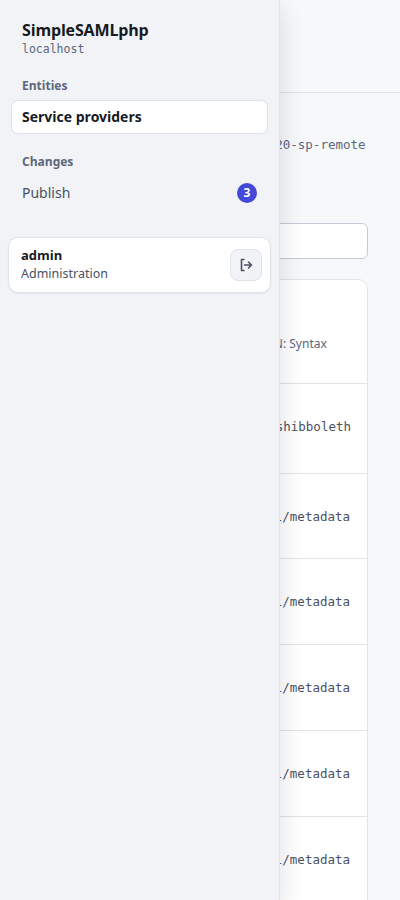 SimpleSAMLphp
localhost
Entities
Service providers
Changes
Publish 3
admin
Administration
20-sp-remote
: Syntax
shibboleth
/metadata
/metadata
/metadata
/metadata
/metadata